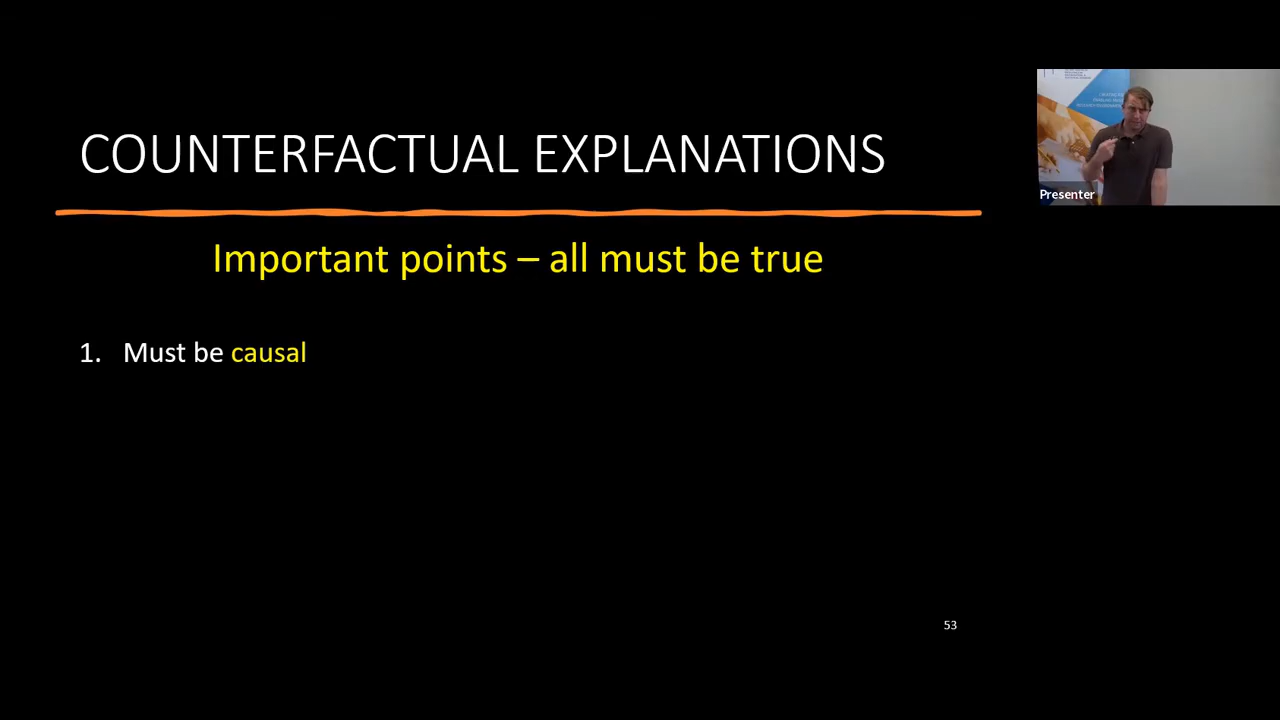 COUNTERFACTUAL EXPLANATIONS
Important points – all must be true
1. Must be causal
53
Presenter